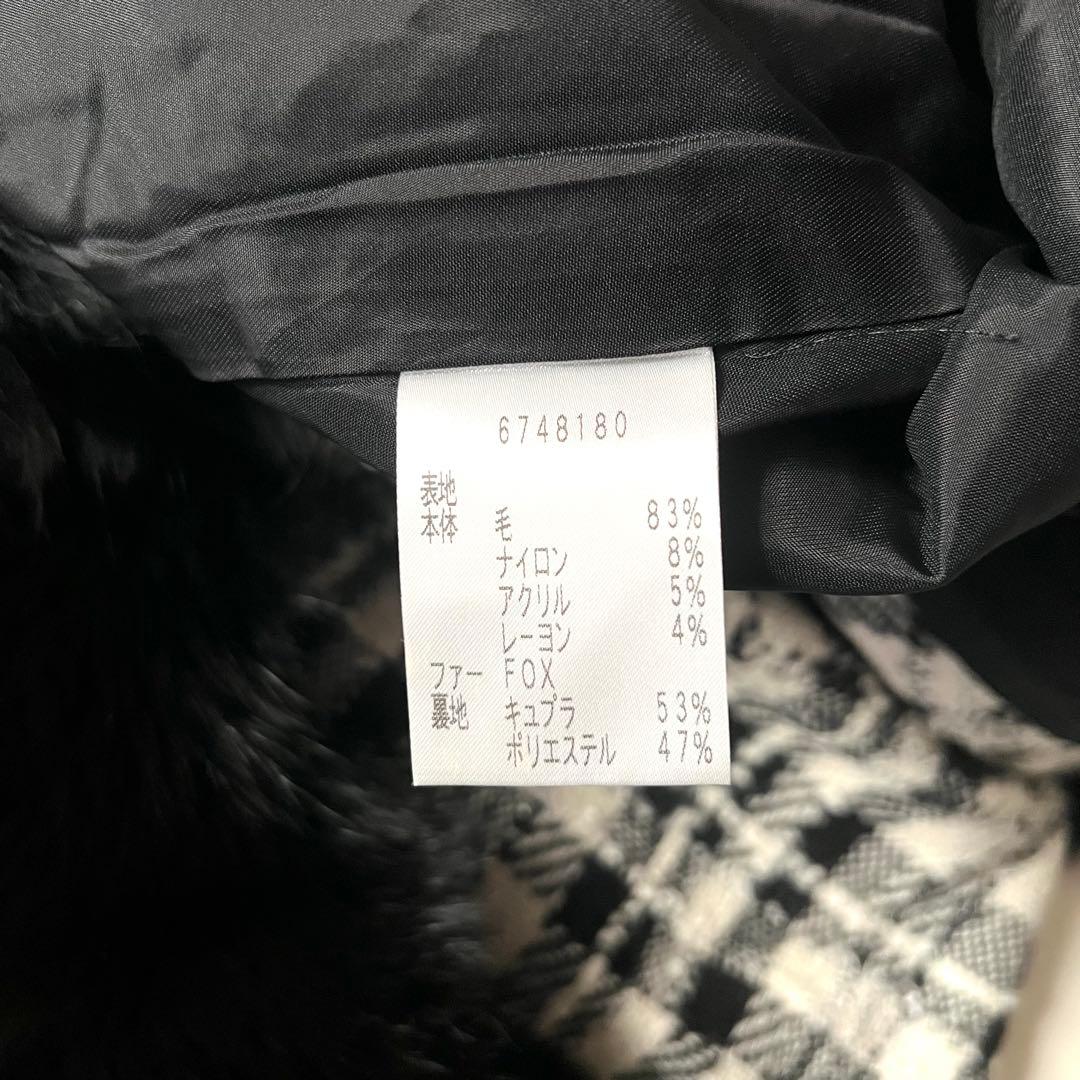 6748180
表地
本体 毛 83%
ナイロン 8%
アクリル 5%
レーヨン 4%
ファー FOX
裏地 キュプラ 53%
ポリエステル 47%